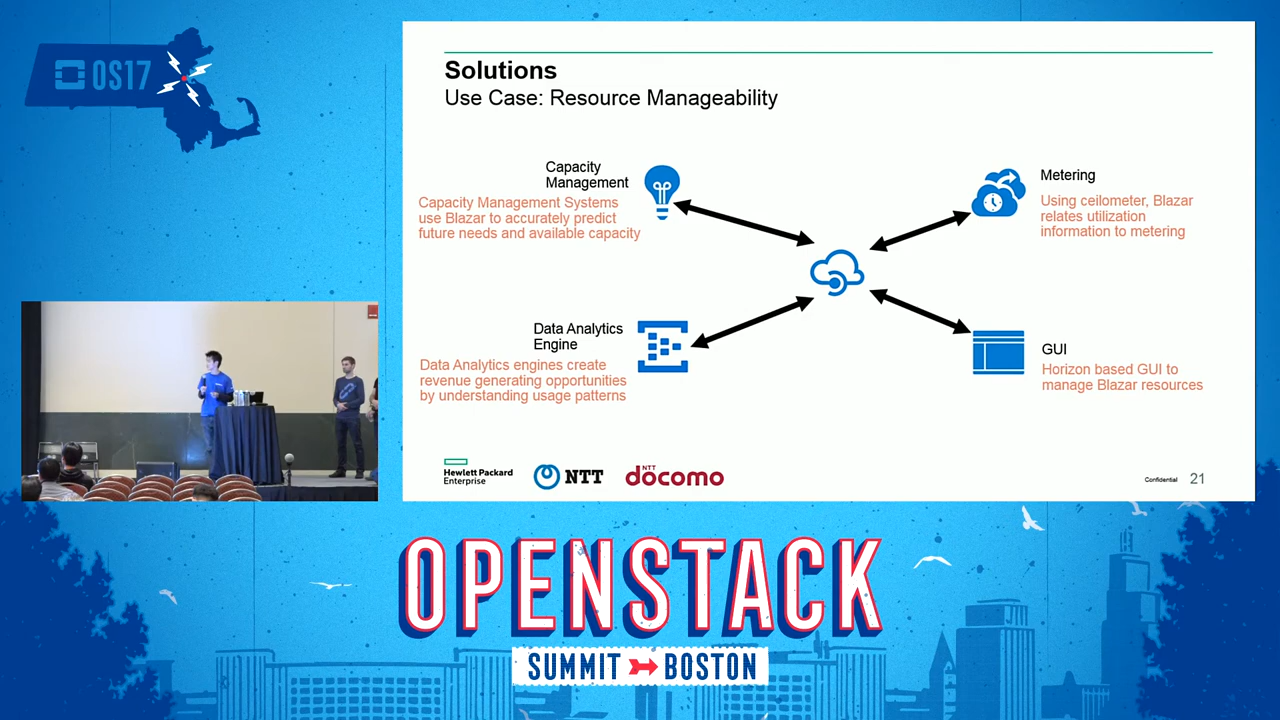 OS17
Solutions
Use Case: Resource Manageability
Capacity
Management
Capacity Management Systems
use Blazar to accurately predict
future needs and available capacity
Metering
Using ceilometer, Blazar
relates utilization
information to metering
Data Analytics
Engine
Data Analytics engines create
revenue generating opportunities
by understanding usage patterns
GUI
Horizon based GUI to
manage Blazar resources
Hewlett Packard
Enterprise
NTT
NTT
docomo
Confidential
21
OPENSTACK
SUMMIT BOSTON